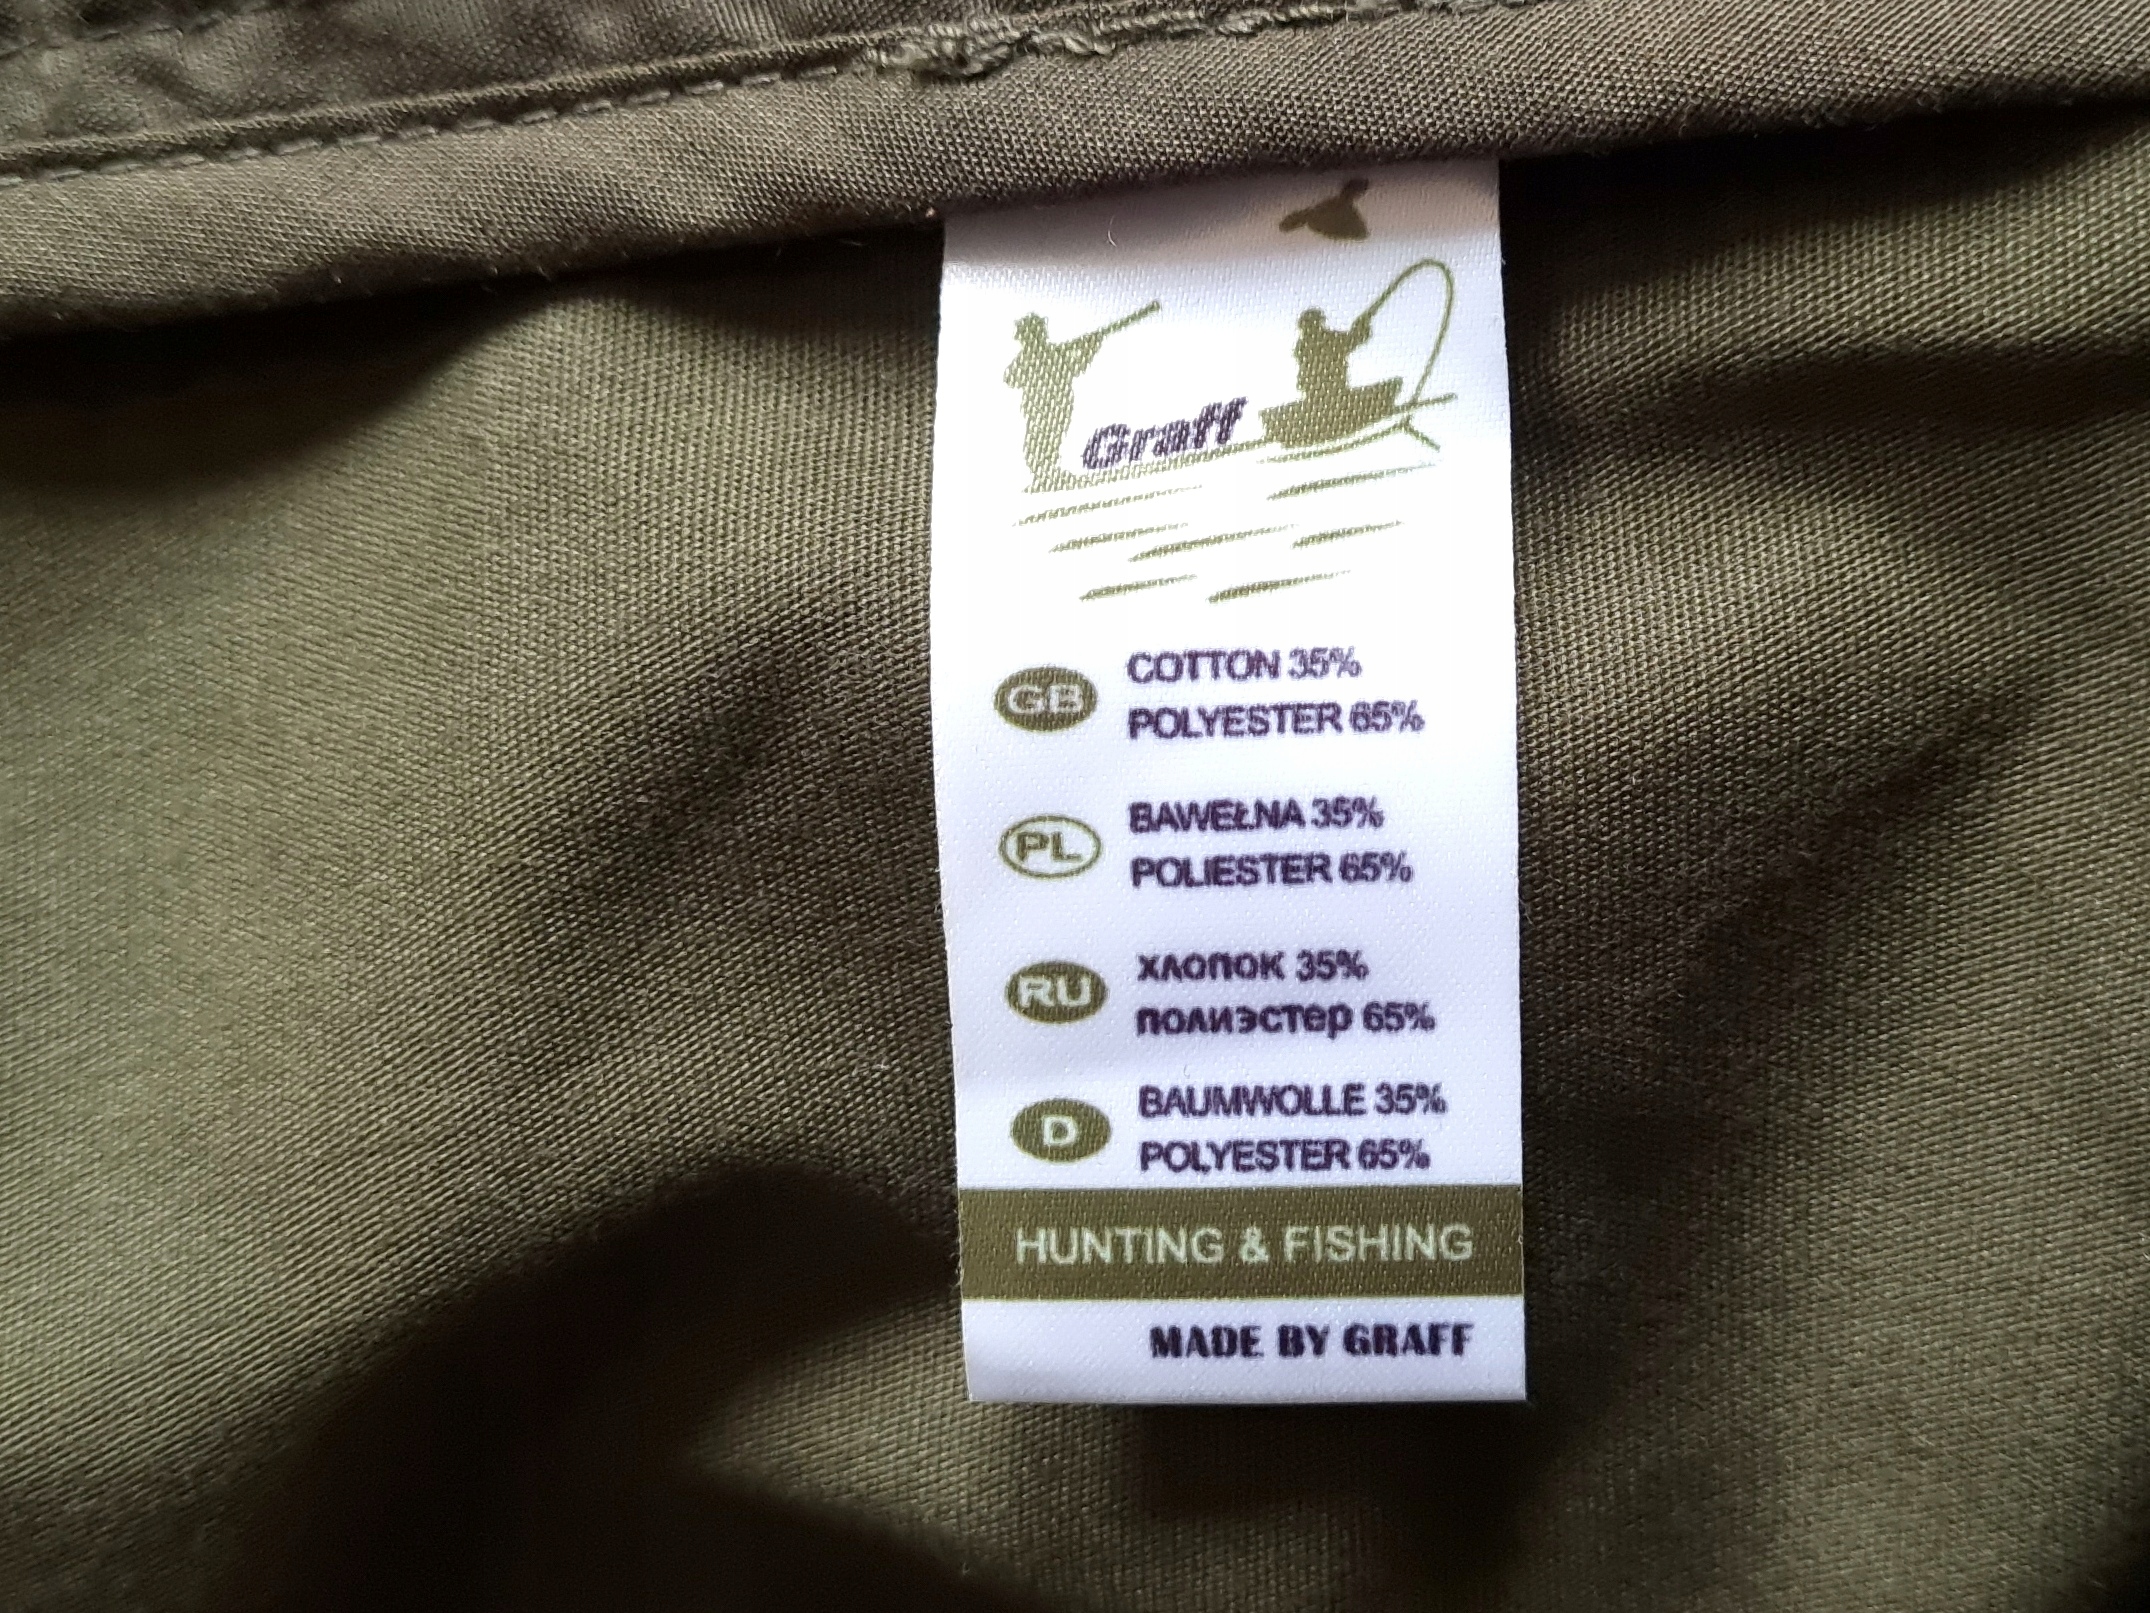 Graff
GB
COTTON 35%
POLYESTER 65%
PL
BAWEŁNA 35%
POLIESTER 65%
RU
хлопок 35%
полиэстер 65%
D
BAUMWOLLE 35%
POLYESTER 65%
HUNTING & FISHING
MADE BY GRAFF